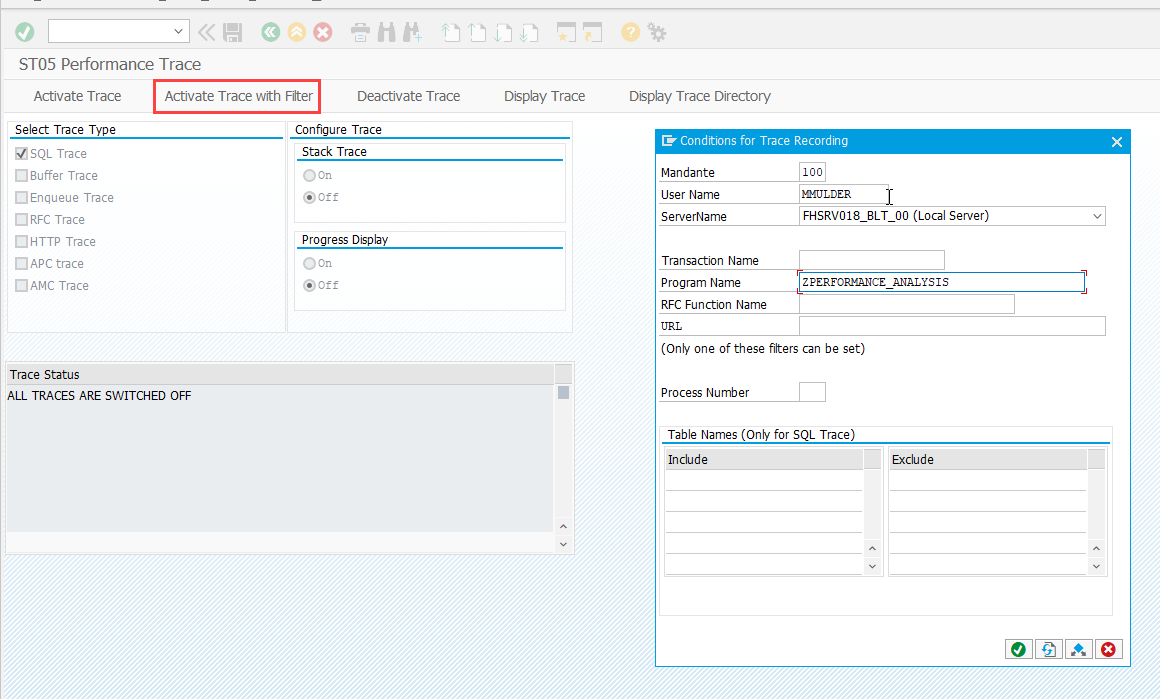 ST05 Performance Trace
Activate Trace
Activate Trace with Filter
Deactivate Trace
Display Trace
Display Trace Directory
Select Trace Type
SQL Trace
Buffer Trace
Enqueue Trace
RFC Trace
HTTP Trace
APC trace
AMC Trace
Configure Trace
Stack Trace
On
Off
Progress Display
On
Off
Trace Status
ALL TRACES ARE SWITCHED OFF
Conditions for Trace Recording
Mandante 100
User Name MMULDER
ServerName FHSRV018_BLT_00 (Local Server)
Transaction Name
Program Name ZPERFORMANCE_ANALYSIS
RFC Function Name
URL
(Only one of these filters can be set)
Process Number
Table Names (Only for SQL Trace)
Include
Exclude